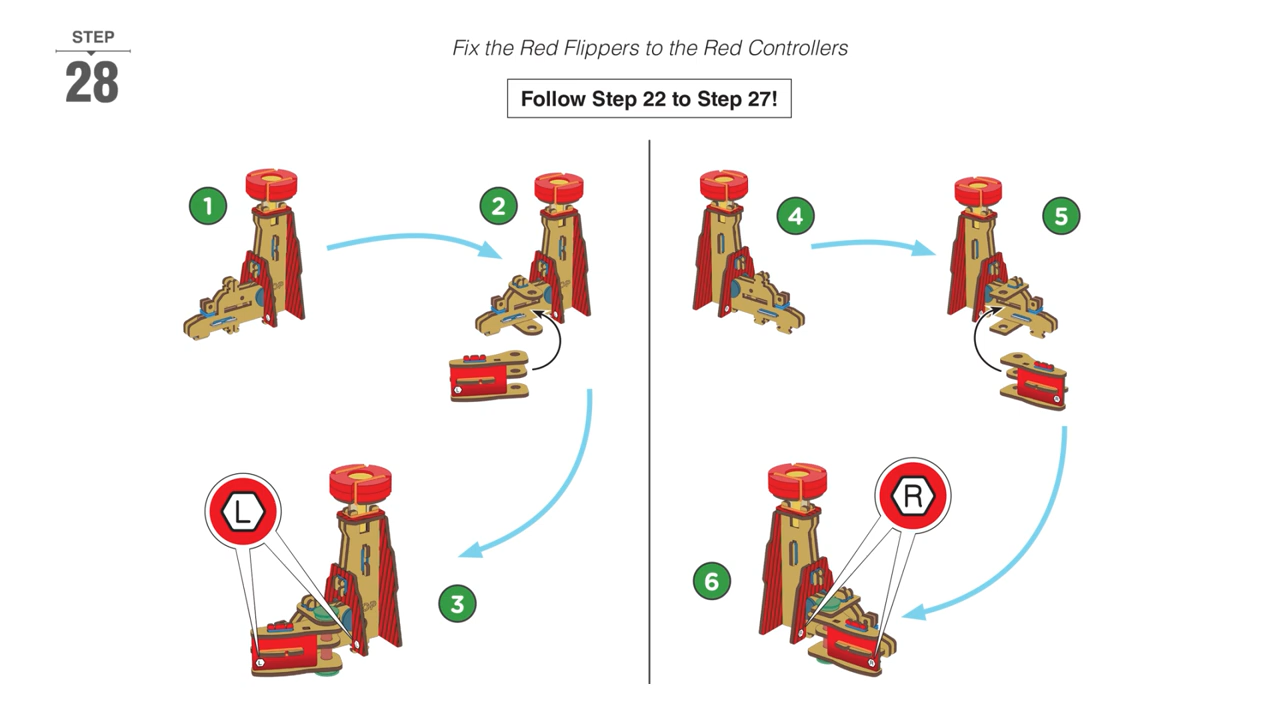 STEP
28
Fix the Red Flippers to the Red Controllers
Follow Step 22 to Step 27!
1
2
4
5
L
R
3
6
L
R
L
R